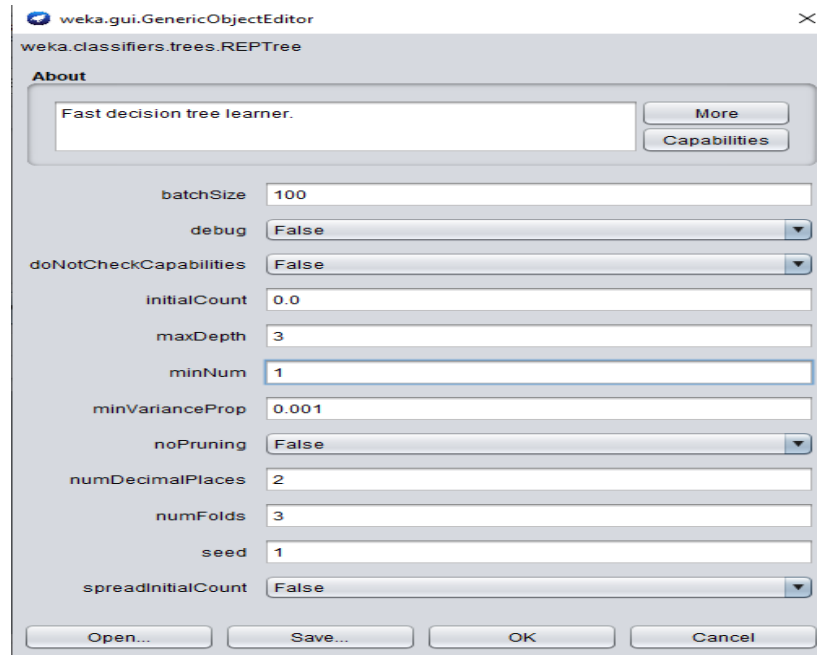 weka.gui.GenericObjectEditor
weka.classifiers.trees.REPTree
About
Fast decision tree learner.
More
Capabilities
batchSize 100
debug False
doNotCheckCapabilities False
initialCount 0.0
maxDepth 3
minNum 1
minVarianceProp 0.001
noPruning False
numDecimalPlaces 2
numFolds 3
seed 1
spreadInitialCount False
Open... Save... OK Cancel